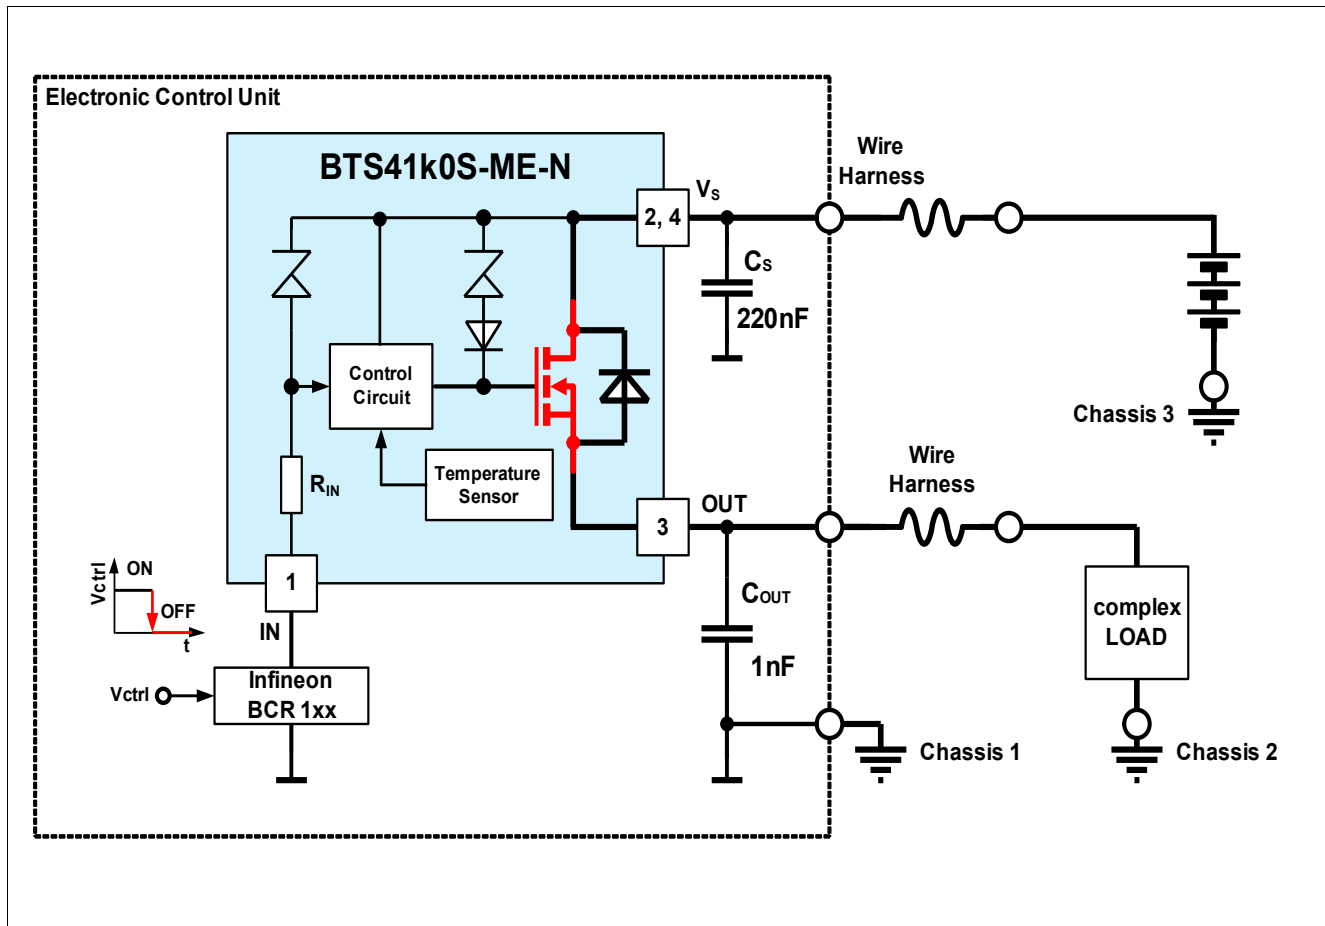 Electronic Control Unit
BTS41k0S-ME-N
VS
2, 4
Wire
Harness
CS
220nF
Control
Circuit
Chassis 3
Temperature
Sensor
RIN
OUT
3
Wire
Harness
1
IN
Vctrl
ON
OFF
t
COUT
1nF
complex
LOAD
Vctrl
Infineon
BCR 1xx
Chassis 1
Chassis 2